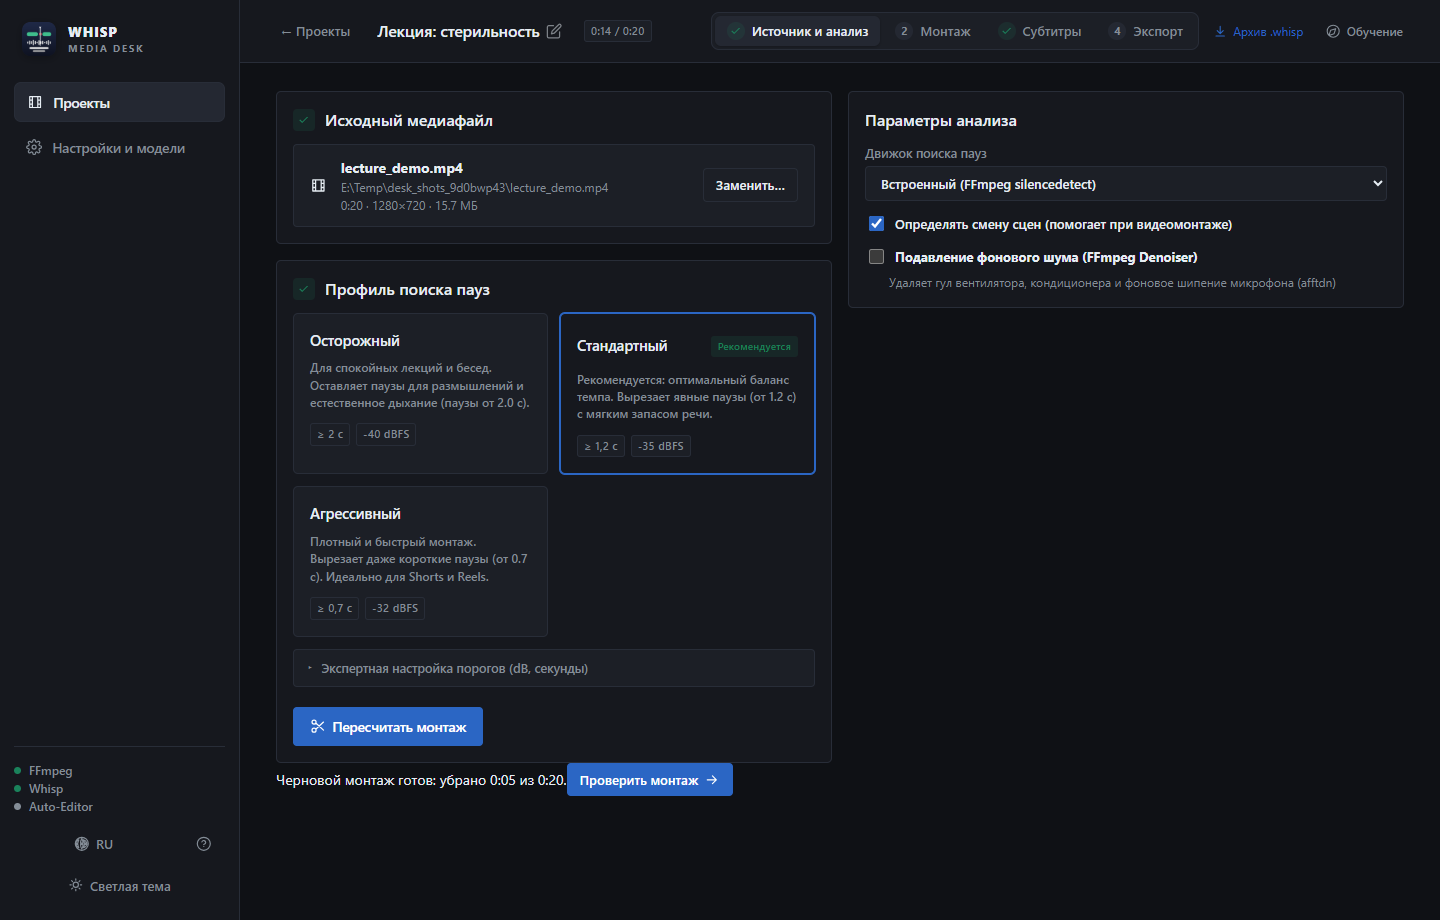 WHISP
MEDIA DESK
Проекты
Настройки и модели
FFmpeg
Whisp
Auto-Editor
RU
Светлая тема
← Проекты
Лекция: стерильность
0:14 / 0:20
Источник и анализ
2 Монтаж
Субтитры
4 Экспорт
Архив .whisp
Обучение
Исходный медиафайл
lecture_demo.mp4
E:\Temp\desk_shots_9d0bwp43\lecture_demo.mp4
0:20 · 1280×720 · 15.7 МБ
Заменить...
Профиль поиска пауз
Осторожный
Для спокойных лекций и бесед.
Оставляет паузы для размышлений и
естественное дыхание (паузы от 2.0 с).
≥ 2 с
-40 dBFS
Стандартный
Рекомендуется
Рекомендуется: оптимальный баланс
темпа. Вырезает явные паузы (от 1.2 с)
с мягким запасом речи.
≥ 1,2 с
-35 dBFS
Агрессивный
Плотный и быстрый монтаж.
Вырезает даже короткие паузы (от 0.7
с). Идеально для Shorts и Reels.
≥ 0,7 с
-32 dBFS
Экспертная настройка порогов (dB, секунды)
Пересчитать монтаж
Черновой монтаж готов: убрано 0:05 из 0:20.
Проверить монтаж →
Параметры анализа
Движок поиска пауз
Встроенный (FFmpeg silencedetect)
Определять смену сцен (помогает при видеомонтаже)
Подавление фонового шума (FFmpeg Denoiser)
Удаляет гул вентилятора, кондиционера и фоновое шипение микрофона (afftdn)